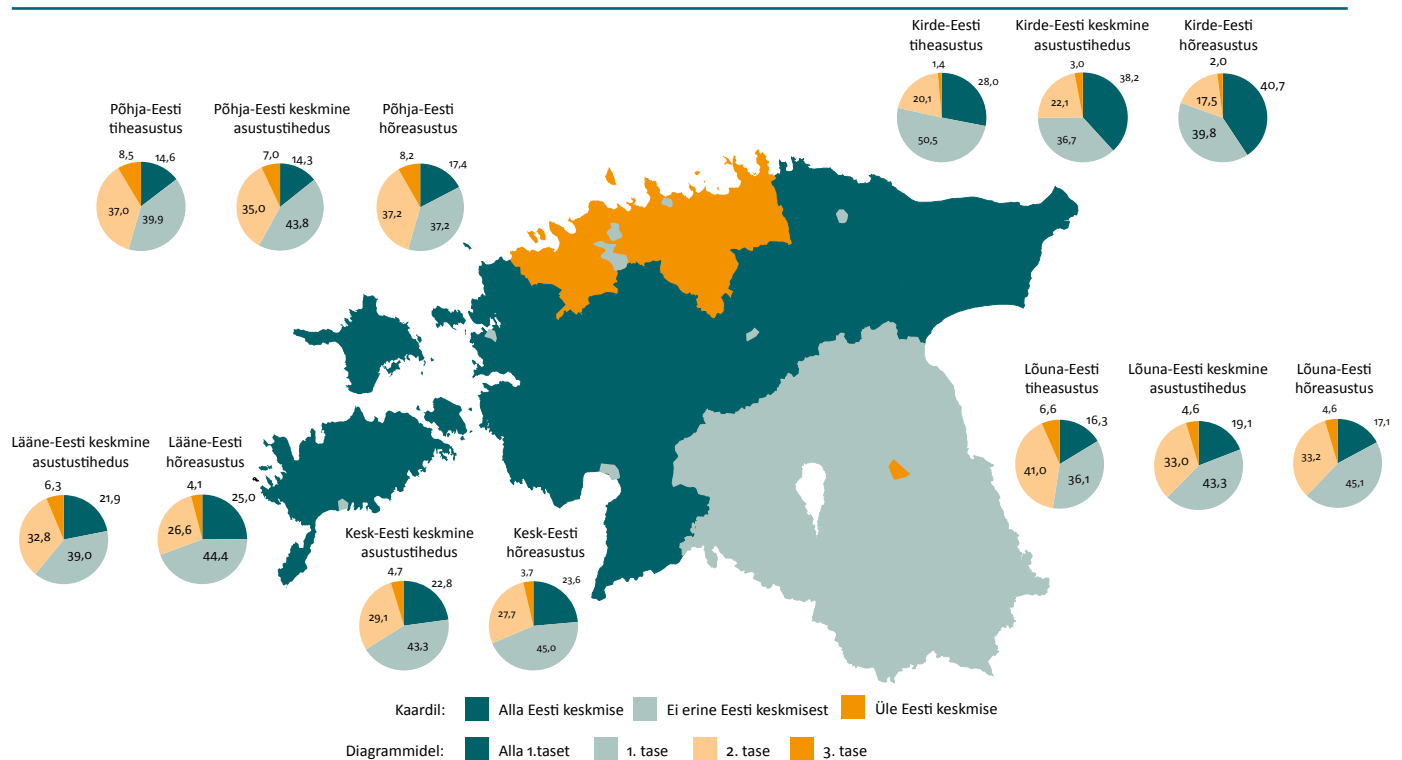 Kirde-Eesti
tiheasustus
1,4
28,0
20,1
50,5
Kirde-Eesti keskmine
asustustihedus
3,0
38,2
22,1
36,7
Kirde-Eesti
hõreasustus
2,0
40,7
17,5
39,8
Põhja-Eesti
tiheasustus
8,5
14,6
37,0
39,9
Põhja-Eesti keskmine
asustustihedus
7,0
14,3
35,0
43,8
Põhja-Eesti
hõreasustus
8,2
17,4
37,2
37,2
Lõuna-Eesti
tiheasustus
6,6
16,3
41,0
36,1
Lõuna-Eesti keskmine
asustustihedus
4,6
19,1
33,0
43,3
Lõuna-Eesti
hõreasustus
4,6
17,1
33,2
45,1
Lääne-Eesti keskmine
asustustihedus
6,3
21,9
32,8
39,0
Lääne-Eesti
hõreasustus
4,1
25,0
26,6
44,4
Kesk-Eesti keskmine
asustustihedus
4,7
22,8
29,1
43,3
Kesk-Eesti
hõreasustus
3,7
23,6
27,7
45,0
Kaardil: Alla Eesti keskmise Ei erine Eesti keskmisest Üle Eesti keskmise
Diagrammidel: Alla 1.taset 1. tase 2. tase 3. tase